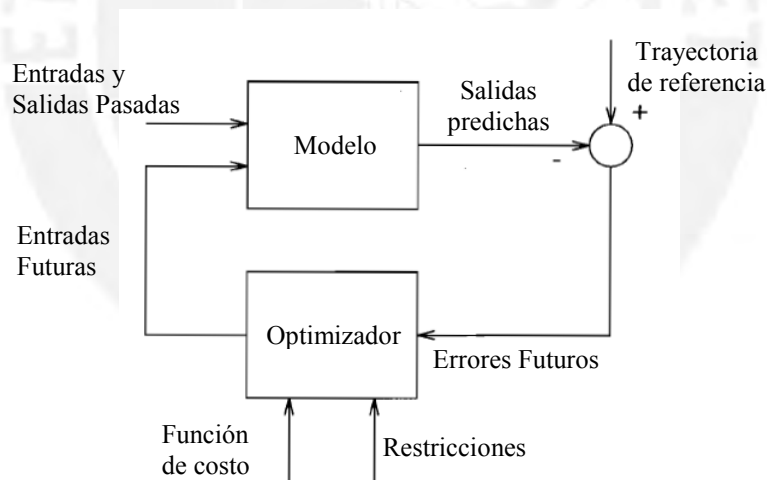 Entradas y
Salidas Pasadas
Modelo
Salidas
predichas
Trayectoria
de referencia
+
-
Entradas
Futuras
Optimizador
Errores Futuros
Función
de costo
Restricciones